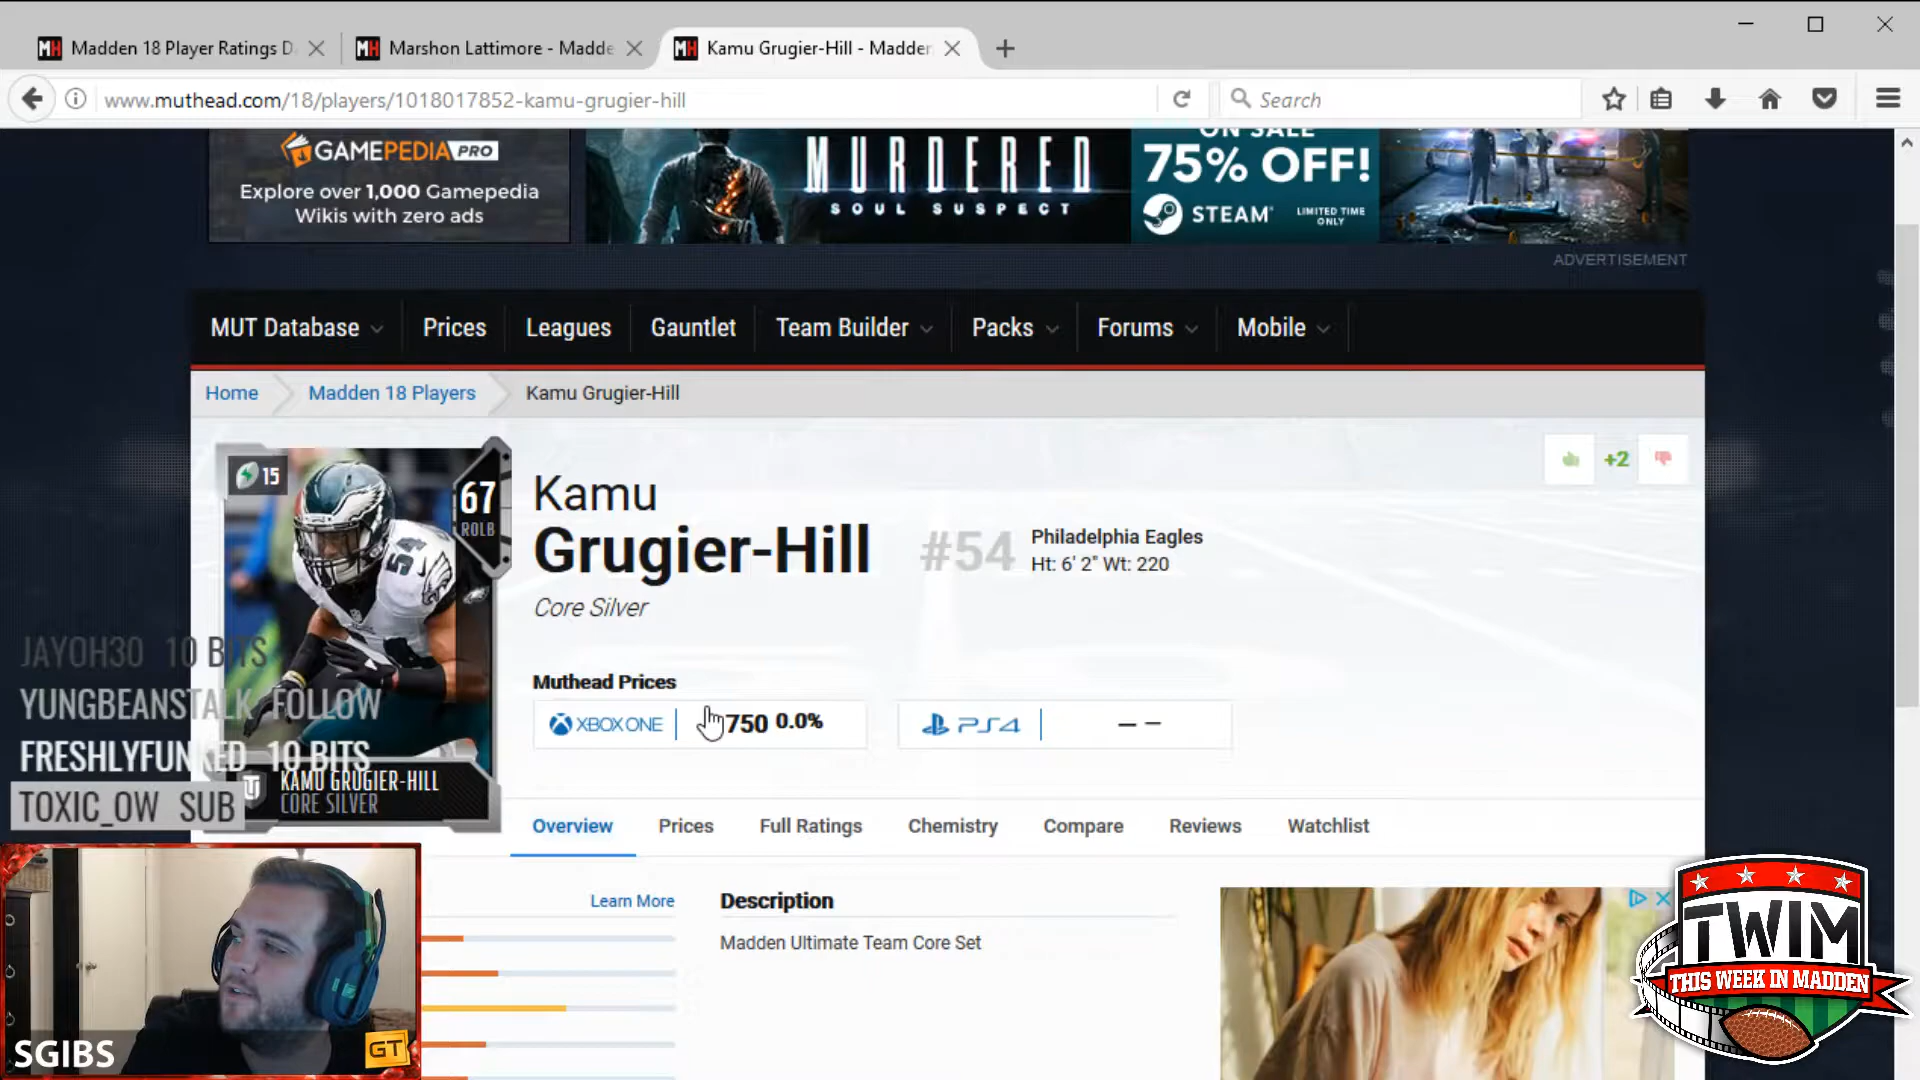 Madden 18 Player Ratings D
Marshon Lattimore - Madde
Kamu Grugier-Hill - Madden
www.muthead.com/18/players/1018017852-kamu-grugier-hill
Search
GAMEPEDIA PRO
Explore over 1,000 Gamepedia
Wikis with zero ads
MURDERED
SOUL SUSPECT
ON SALE
75% OFF!
STEAM
LIMITED TIME
ONLY
ADVERTISEMENT
MUT Database
Prices
Leagues
Gauntlet
Team Builder
Packs
Forums
Mobile
Home
Madden 18 Players
Kamu Grugier-Hill
15
67
ROLB
54
Kamu
Grugier-Hill
#54
Philadelphia Eagles
Ht: 6' 2" Wt: 220
Core Silver
+2
Muthead Prices
XBOX ONE
750 0.0%
PS4
– –
JAYOH30 10 BITS
YUNGBEANSTALK FOLLOW
FRESHLYFUNKED 10 BITS
TOXIC_OW SUB
KAMU GRUGIER-HILL
CORE SILVER
Overview
Prices
Full Ratings
Chemistry
Compare
Reviews
Watchlist
Learn More
Description
Madden Ultimate Team Core Set
SGIBS
GT
TWIM
THIS WEEK IN MADDEN